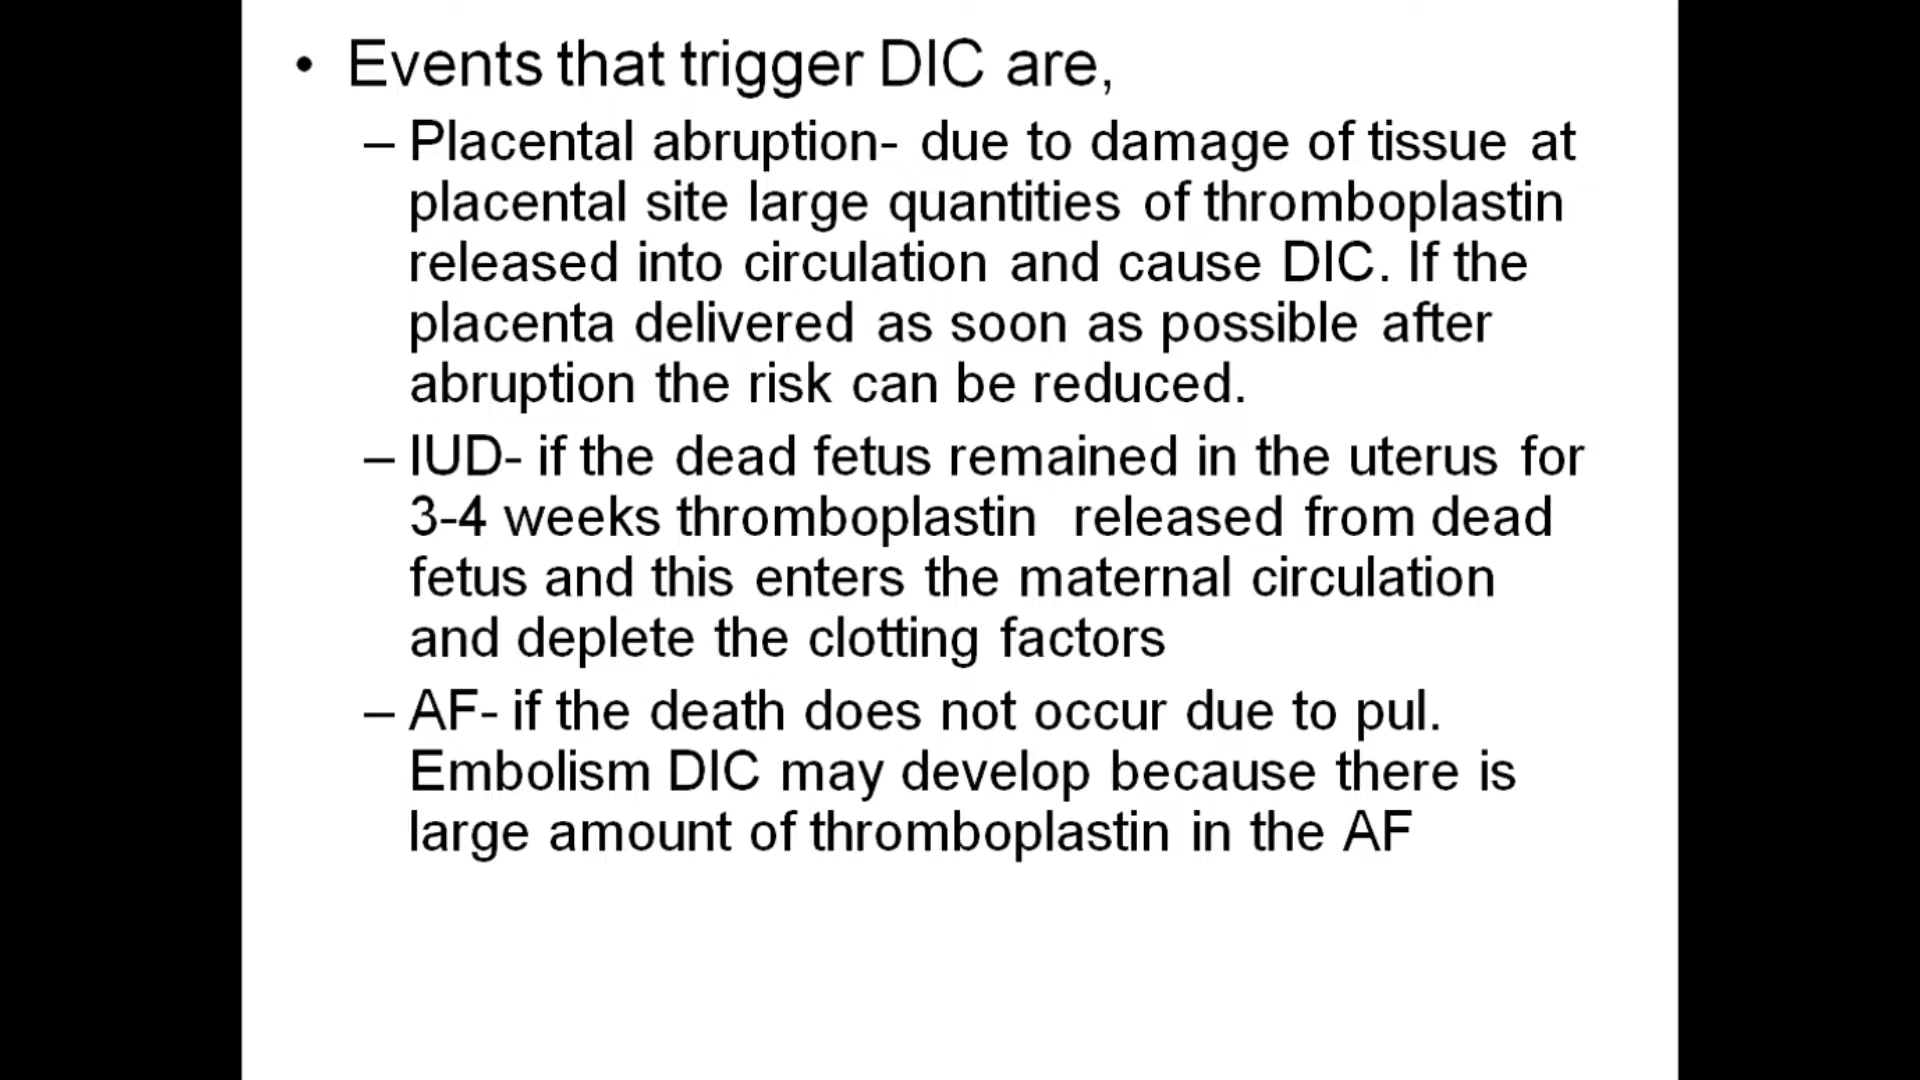 • Events that trigger DIC are,
– Placental abruption- due to damage of tissue at
placental site large quantities of thromboplastin
released into circulation and cause DIC. If the
placenta delivered as soon as possible after
abruption the risk can be reduced.
– IUD- if the dead fetus remained in the uterus for
3-4 weeks thromboplastin released from dead
fetus and this enters the maternal circulation
and deplete the clotting factors
– AF- if the death does not occur due to pul.
Embolism DIC may develop because there is
large amount of thromboplastin in the AF